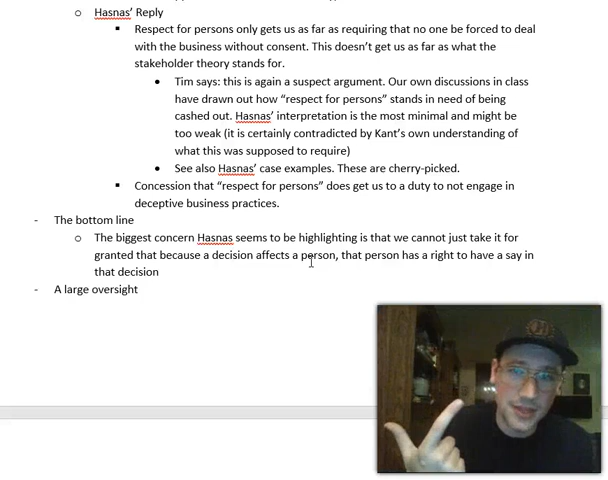 Hasnas' Reply
Respect for persons only gets us as far as requiring that no one be forced to deal
with the business without consent. This doesn't get us as far as what the
stakeholder theory stands for.
Tim says: this is again a suspect argument. Our own discussions in class
have drawn out how "respect for persons" stands in need of being
cashed out. Hasnas' interpretation is the most minimal and might be
too weak (it is certainly contradicted by Kant's own understanding of
what this was supposed to require)
See also Hasnas' case examples. These are cherry-picked.
Concession that "respect for persons" does get us to a duty to not engage in
deceptive business practices.
- The bottom line
The biggest concern Hasnas seems to be highlighting is that we cannot just take it for
granted that because a decision affects a person, that person has a right to have a say in
that decision
- A large oversight